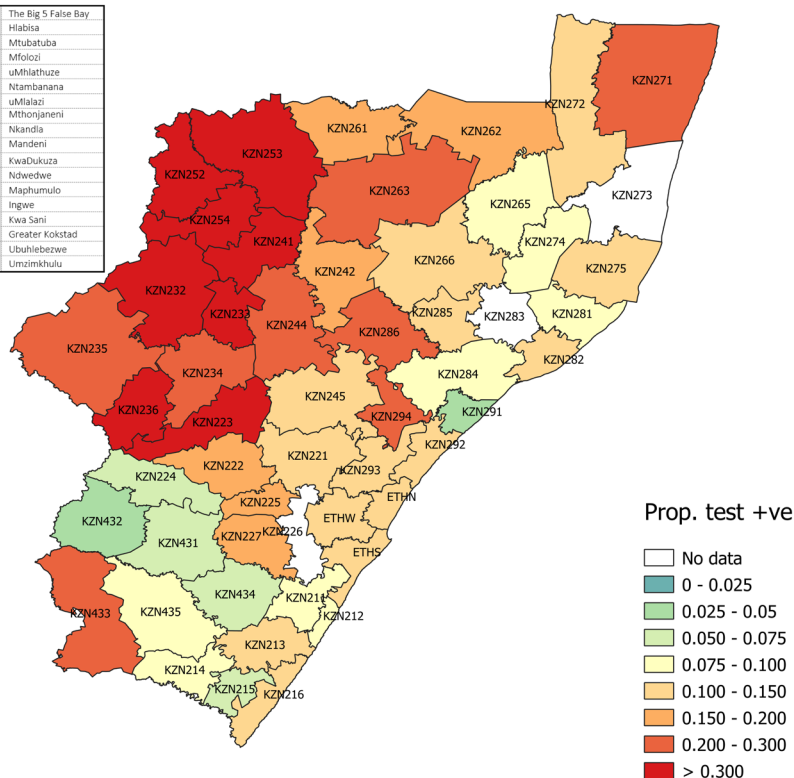 The Big 5 False Bay
Hlabisa
Mtubatuba
Mfolozi
uMhlathuze
Ntambanana
uMlalazi
Mthonjaneni
Nkandla
Mandeni
KwaDukuza
Ndwedwe
Maphumulo
Ingwe
Kwa Sani
Greater Kokstad
Ubuhlebezwe
Umzimkhulu
KZN271
KZN272
KZN261
KZN262
KZN253
KZN252
KZN263
KZN273
KZN265
KZN254
KZN241
KZN274
KZN266
KZN242
KZN275
KZN232
KZN233
KZN285
KZN283
KZN281
KZN244
KZN286
KZN235
KZN282
KZN234
KZN284
KZN245
KZN236
KZN291
KZN223
KZN294
KZN292
KZN221
KZN222
KZN293
KZN224
ETHN
KZN225
KZN432
ETHW
KZN227
KZN226
KZN431
ETHS
KZN434
KZN211
KZN433
KZN435
KZN212
KZN213
KZN214
KZN215
KZN216
Prop. test +ve
No data
0 - 0.025
0.025 - 0.05
0.050 - 0.075
0.075 - 0.100
0.100 - 0.150
0.150 - 0.200
0.200 - 0.300
> 0.300